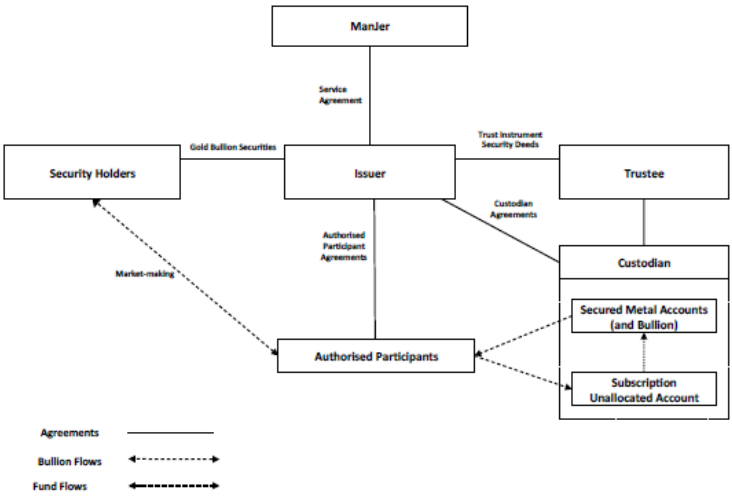 ManJer
Service
Agreement
Trust Instrument
Security Deeds
Gold Bullion Securities
Security Holders
Issuer
Trustee
Custodian
Agreements
Authorised
Participant
Agreements
Custodian
Market-making
Secured Metal Accounts
(and Bullion)
Authorised Participants
Subscription
Unallocated Account
Agreements
Bullion Flows
Fund Flows